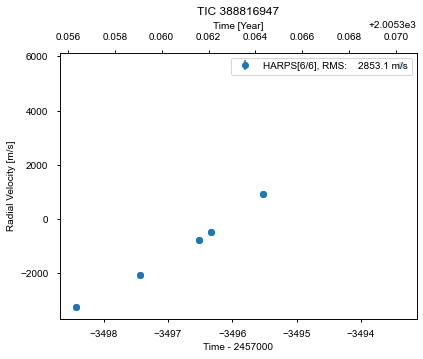 TIC 388816947
Time [Year]
+2.0053e3
0.056 0.058 0.060 0.062 0.064 0.066 0.068 0.070
HARPS[6/6], RMS: 2853.1 m/s
6000
4000
2000
0
−2000
Radial Velocity [m/s]
−3498 −3497 −3496 −3495 −3494
Time - 2457000